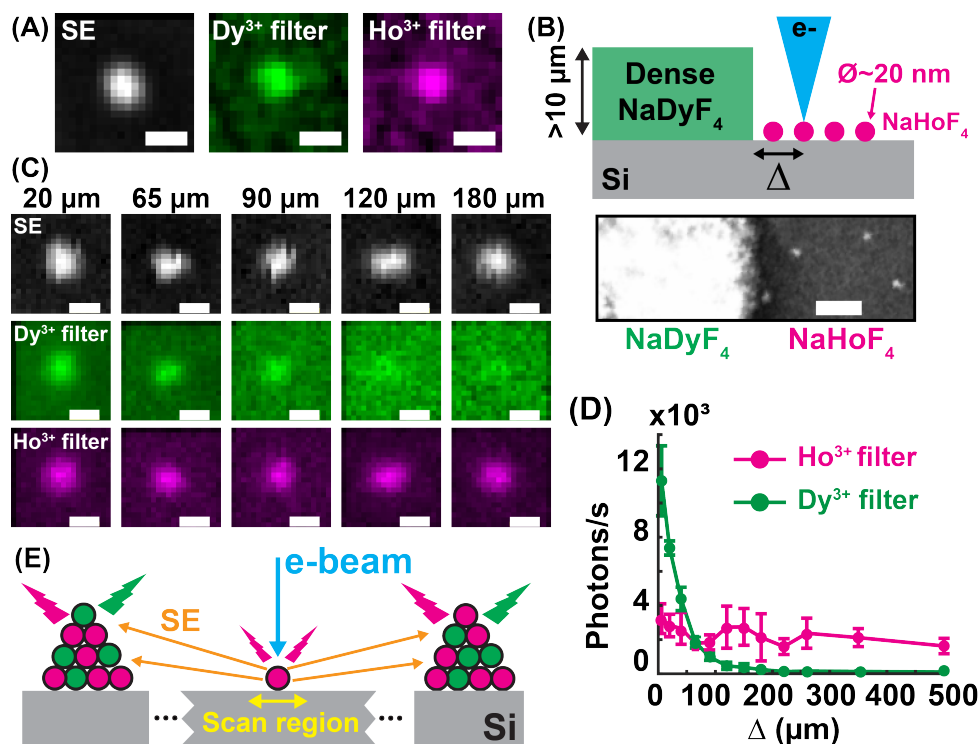 (A)
SE
Dy³⁺ filter
Ho³⁺ filter
(B)
e-
>10 µm
Dense
NaDyF₄
Ø~20 nm
NaHoF₄
Δ
Si
NaDyF₄
NaHoF₄
(C)
20 µm
65 µm
90 µm
120 µm
180 µm
SE
Dy³⁺ filter
Ho³⁺ filter
(D)
x10³
Ho³⁺ filter
Dy³⁺ filter
12
8
4
0
Photons/s
0
100
200
300
400
500
Δ (µm)
(E)
e-beam
SE
Scan region
...
...
Si